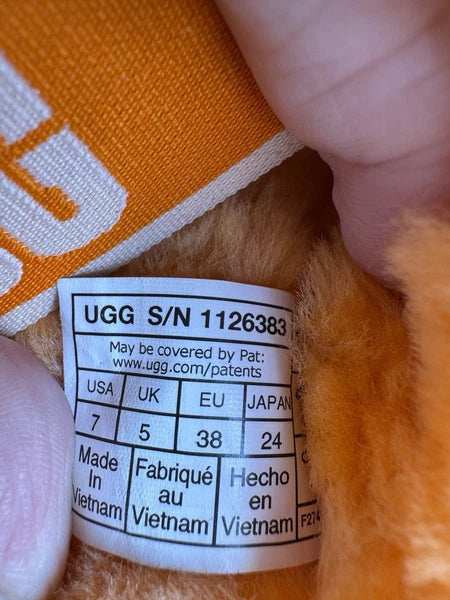 UGG S/N 1126383
May be covered by Pat:
www.ugg.com/patents
USA UK EU JAPAN
7 5 38 24
Made In Vietnam
Fabriqué au Vietnam
Hecho en Vietnam